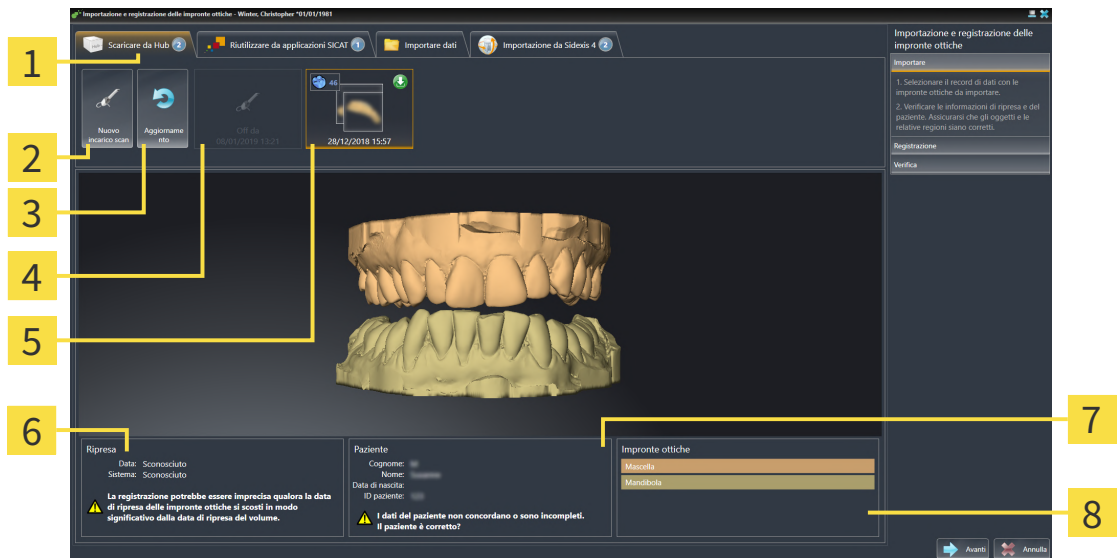 Importazione e registrazione delle impronte ottiche - Winter, Christopher *01/01/1981
Scaricare da Hub 2
Riutilizzare da applicazioni SICAT 1
Importare dati
Importazione da Sidexis 4 2
Importazione e registrazione delle
impronte ottiche
Importare
1. Selezionare il record di dati con le
impronte ottiche da importare.
2. Verificare le informazioni di ripresa e del
paziente. Assicurarsi che gli oggetti e le
relative regioni siano corretti.
Registrazione
Verifica
1
Nuovo
incarico scan
Aggiorname
nto
Off da
08/01/2019 13:21
46
28/12/2018 15:57
2
3
4
5
6
7
8
Ripresa
Data: Sconosciuto
Sistema: Sconosciuto
La registrazione potrebbe essere imprecisa qualora la data
di ripresa delle impronte ottiche si scosti in modo
significativo dalla data di ripresa del volume.
Paziente
Cognome:
Nome:
Data di nascita:
ID paziente:
I dati del paziente non concordano o sono incompleti.
Il paziente è corretto?
Impronte ottiche
Mascella
Mandibola
Avanti
Annulla